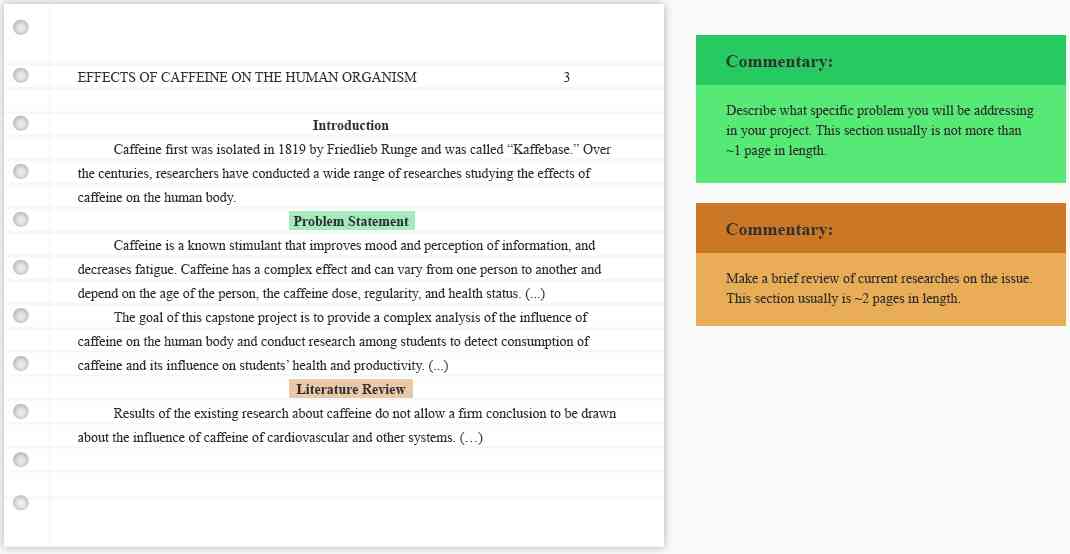 EFFECTS OF CAFFEINE ON THE HUMAN ORGANISM 3
Introduction
Caffeine first was isolated in 1819 by Friedlieb Runge and was called “Kaffebase.” Over
the centuries, researchers have conducted a wide range of researches studying the effects of
caffeine on the human body.
Problem Statement
Caffeine is a known stimulant that improves mood and perception of information, and
decreases fatigue. Caffeine has a complex effect and can vary from one person to another and
depend on the age of the person, the caffeine dose, regularity, and health status. (...)
The goal of this capstone project is to provide a complex analysis of the influence of
caffeine on the human body and conduct research among students to detect consumption of
caffeine and its influence on students’ health and productivity. (...)
Literature Review
Results of the existing research about caffeine do not allow a firm conclusion to be drawn
about the influence of caffeine of cardiovascular and other systems. (…)
Commentary:
Describe what specific problem you will be addressing
in your project. This section usually is not more than
~1 page in length.
Commentary:
Make a brief review of current researches on the issue.
This section usually is ~2 pages in length.